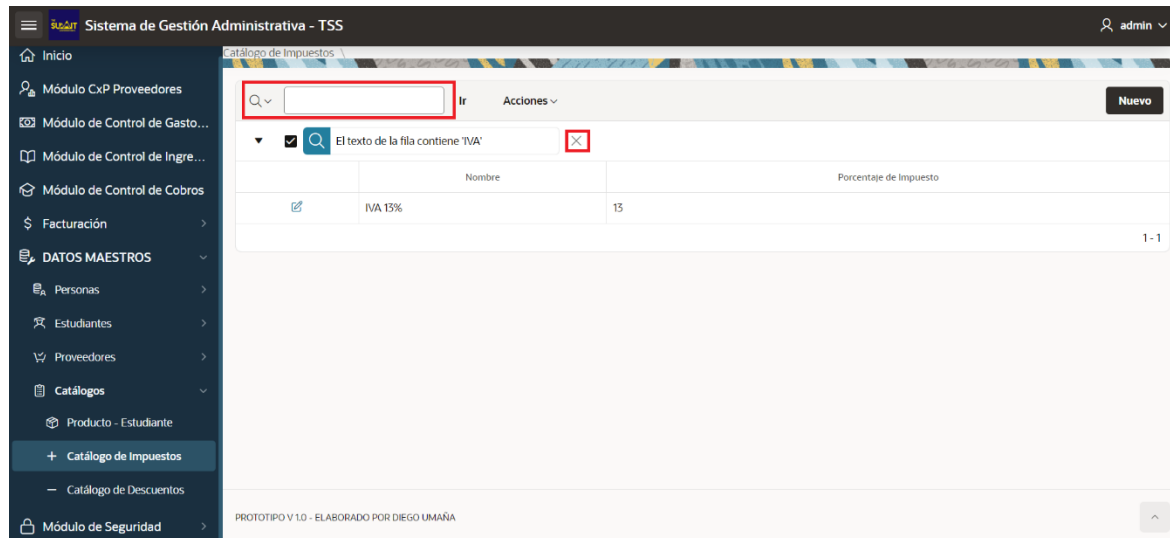 SUMMIT Sistema de Gestión Administrativa - TSS
admin
Inicio
Módulo CxP Proveedores
Módulo de Control de Gasto...
Módulo de Control de Ingre...
Módulo de Control de Cobros
Facturación
DATOS MAESTROS
Personas
Estudiantes
Proveedores
Catálogos
Producto - Estudiante
Catálogo de Impuestos
Catálogo de Descuentos
Módulo de Seguridad
Catálogo de Impuestos \
Ir Acciones Nuevo
El texto de la fila contiene 'IVA'
Nombre Porcentaje de Impuesto
IVA 13% 13
1 - 1
PROTOTIPO V 1.0 - ELABORADO POR DIEGO UMAÑA